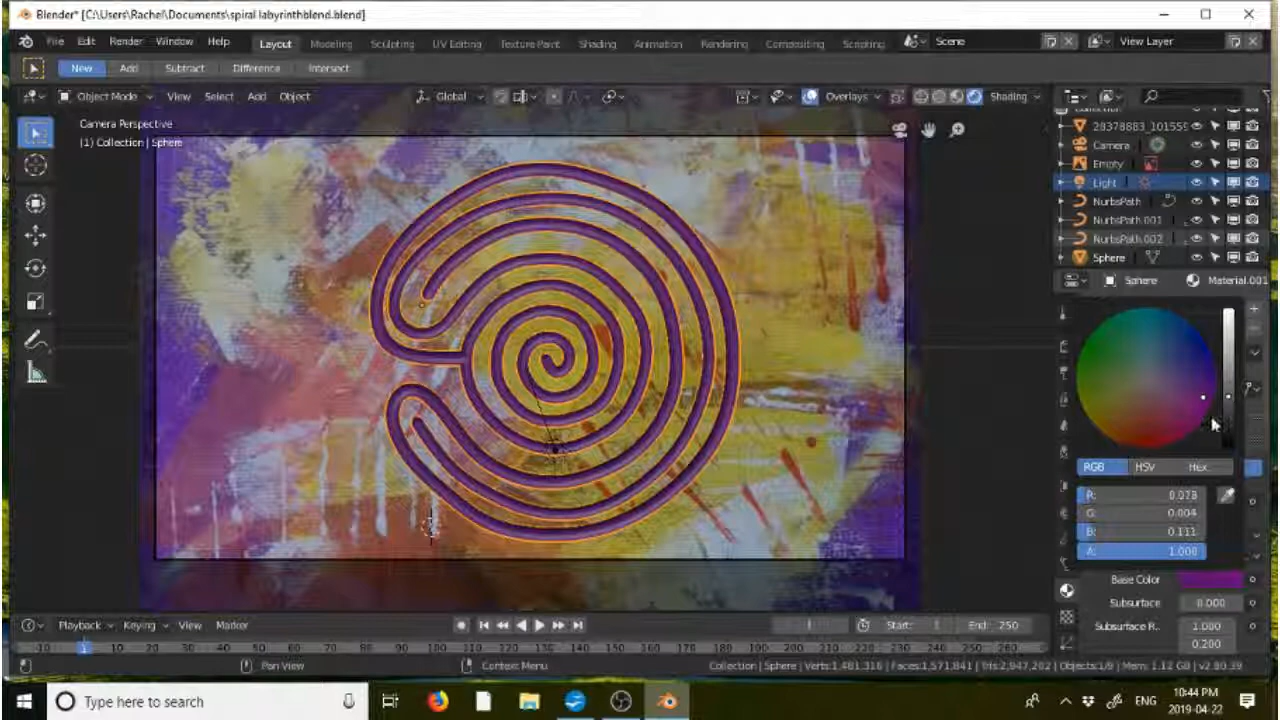 Blender* [C:\Users\Rachel\Documents\spiral labyrinthblend.blend]
File Edit Render Window Help Layout Modeling Sculpting UV Editing Texture Paint Shading Animation Rendering Compositing Scripting Scene View Layer
New Add Subtract Difference Intersect
Object Mode View Select Add Object Global Overlays Shading
Camera Perspective
(1) Collection | Sphere
28378883_101559
Camera
Empty
Light
NurbsPath
NurbsPath.001
NurbsPath.002
Sphere
Sphere Material.001
RGB HSV Hex
R: 0.078
G: 0.004
B: 0.111
A: 1.000
Base Color
Subsurface 0.000
Subsurface R.. 1.000
0.200
Playback Keying View Marker 1 Start: 1 End: 250
-10 1 10 20 30 40 50 60 70 80 90 100 110 120 130 140 150 160 170 180 190 200 210 220 230 240 250 260
Pan View Context Menu Collection | Sphere | Verts:1,481,316 | Faces:1,571,841 | Tris:2,947,202 | Objects:1/9 | Mem: 1.12 GB | v2.80.39
Type here to search ENG 10:44 PM
2019-04-22